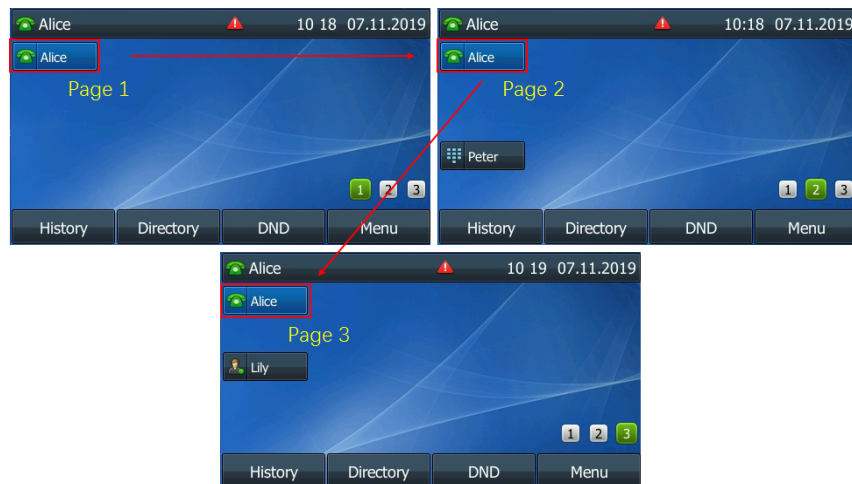 Alice 10 18 07.11.2019
Alice
Page 1
1 2 3
History Directory DND Menu
Alice 10:18 07.11.2019
Alice
Page 2
Peter
1 2 3
History Directory DND Menu
Alice 10 19 07.11.2019
Alice
Page 3
Lily
1 2 3
History Directory DND Menu